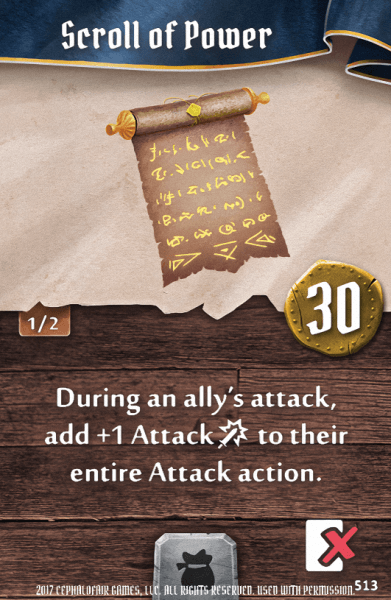 Scroll of Power
1/2
30
During an ally's attack,
add +1 Attack to their
entire Attack action.
513
2017 CEPHALOFAIR GAMES, LLC. ALL RIGHTS RESERVED. USED WITH PERMISSION.